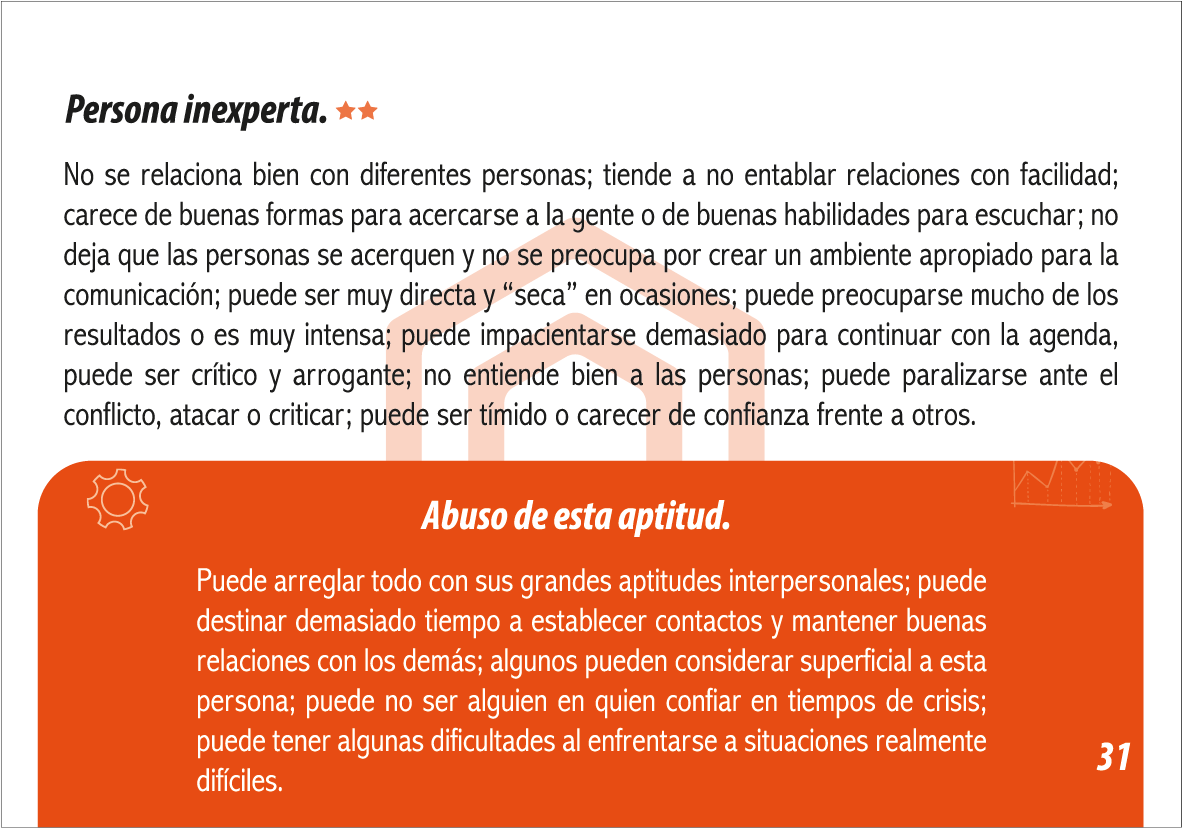 Persona inexperta.
No se relaciona bien con diferentes personas; tiende a no entablar relaciones con facilidad;
carece de buenas formas para acercarse a la gente o de buenas habilidades para escuchar; no
deja que las personas se acerquen y no se preocupa por crear un ambiente apropiado para la
comunicación; puede ser muy directa y “seca” en ocasiones; puede preocuparse mucho de los
resultados o es muy intensa; puede impacientarse demasiado para continuar con la agenda,
puede ser crítico y arrogante; no entiende bien a las personas; puede paralizarse ante el
conflicto, atacar o criticar; puede ser tímido o carecer de confianza frente a otros.
Abuso de esta aptitud.
Puede arreglar todo con sus grandes aptitudes interpersonales; puede
destinar demasiado tiempo a establecer contactos y mantener buenas
relaciones con los demás; algunos pueden considerar superficial a esta
persona; puede no ser alguien en quien confiar en tiempos de crisis;
puede tener algunas dificultades al enfrentarse a situaciones realmente
difíciles.
31